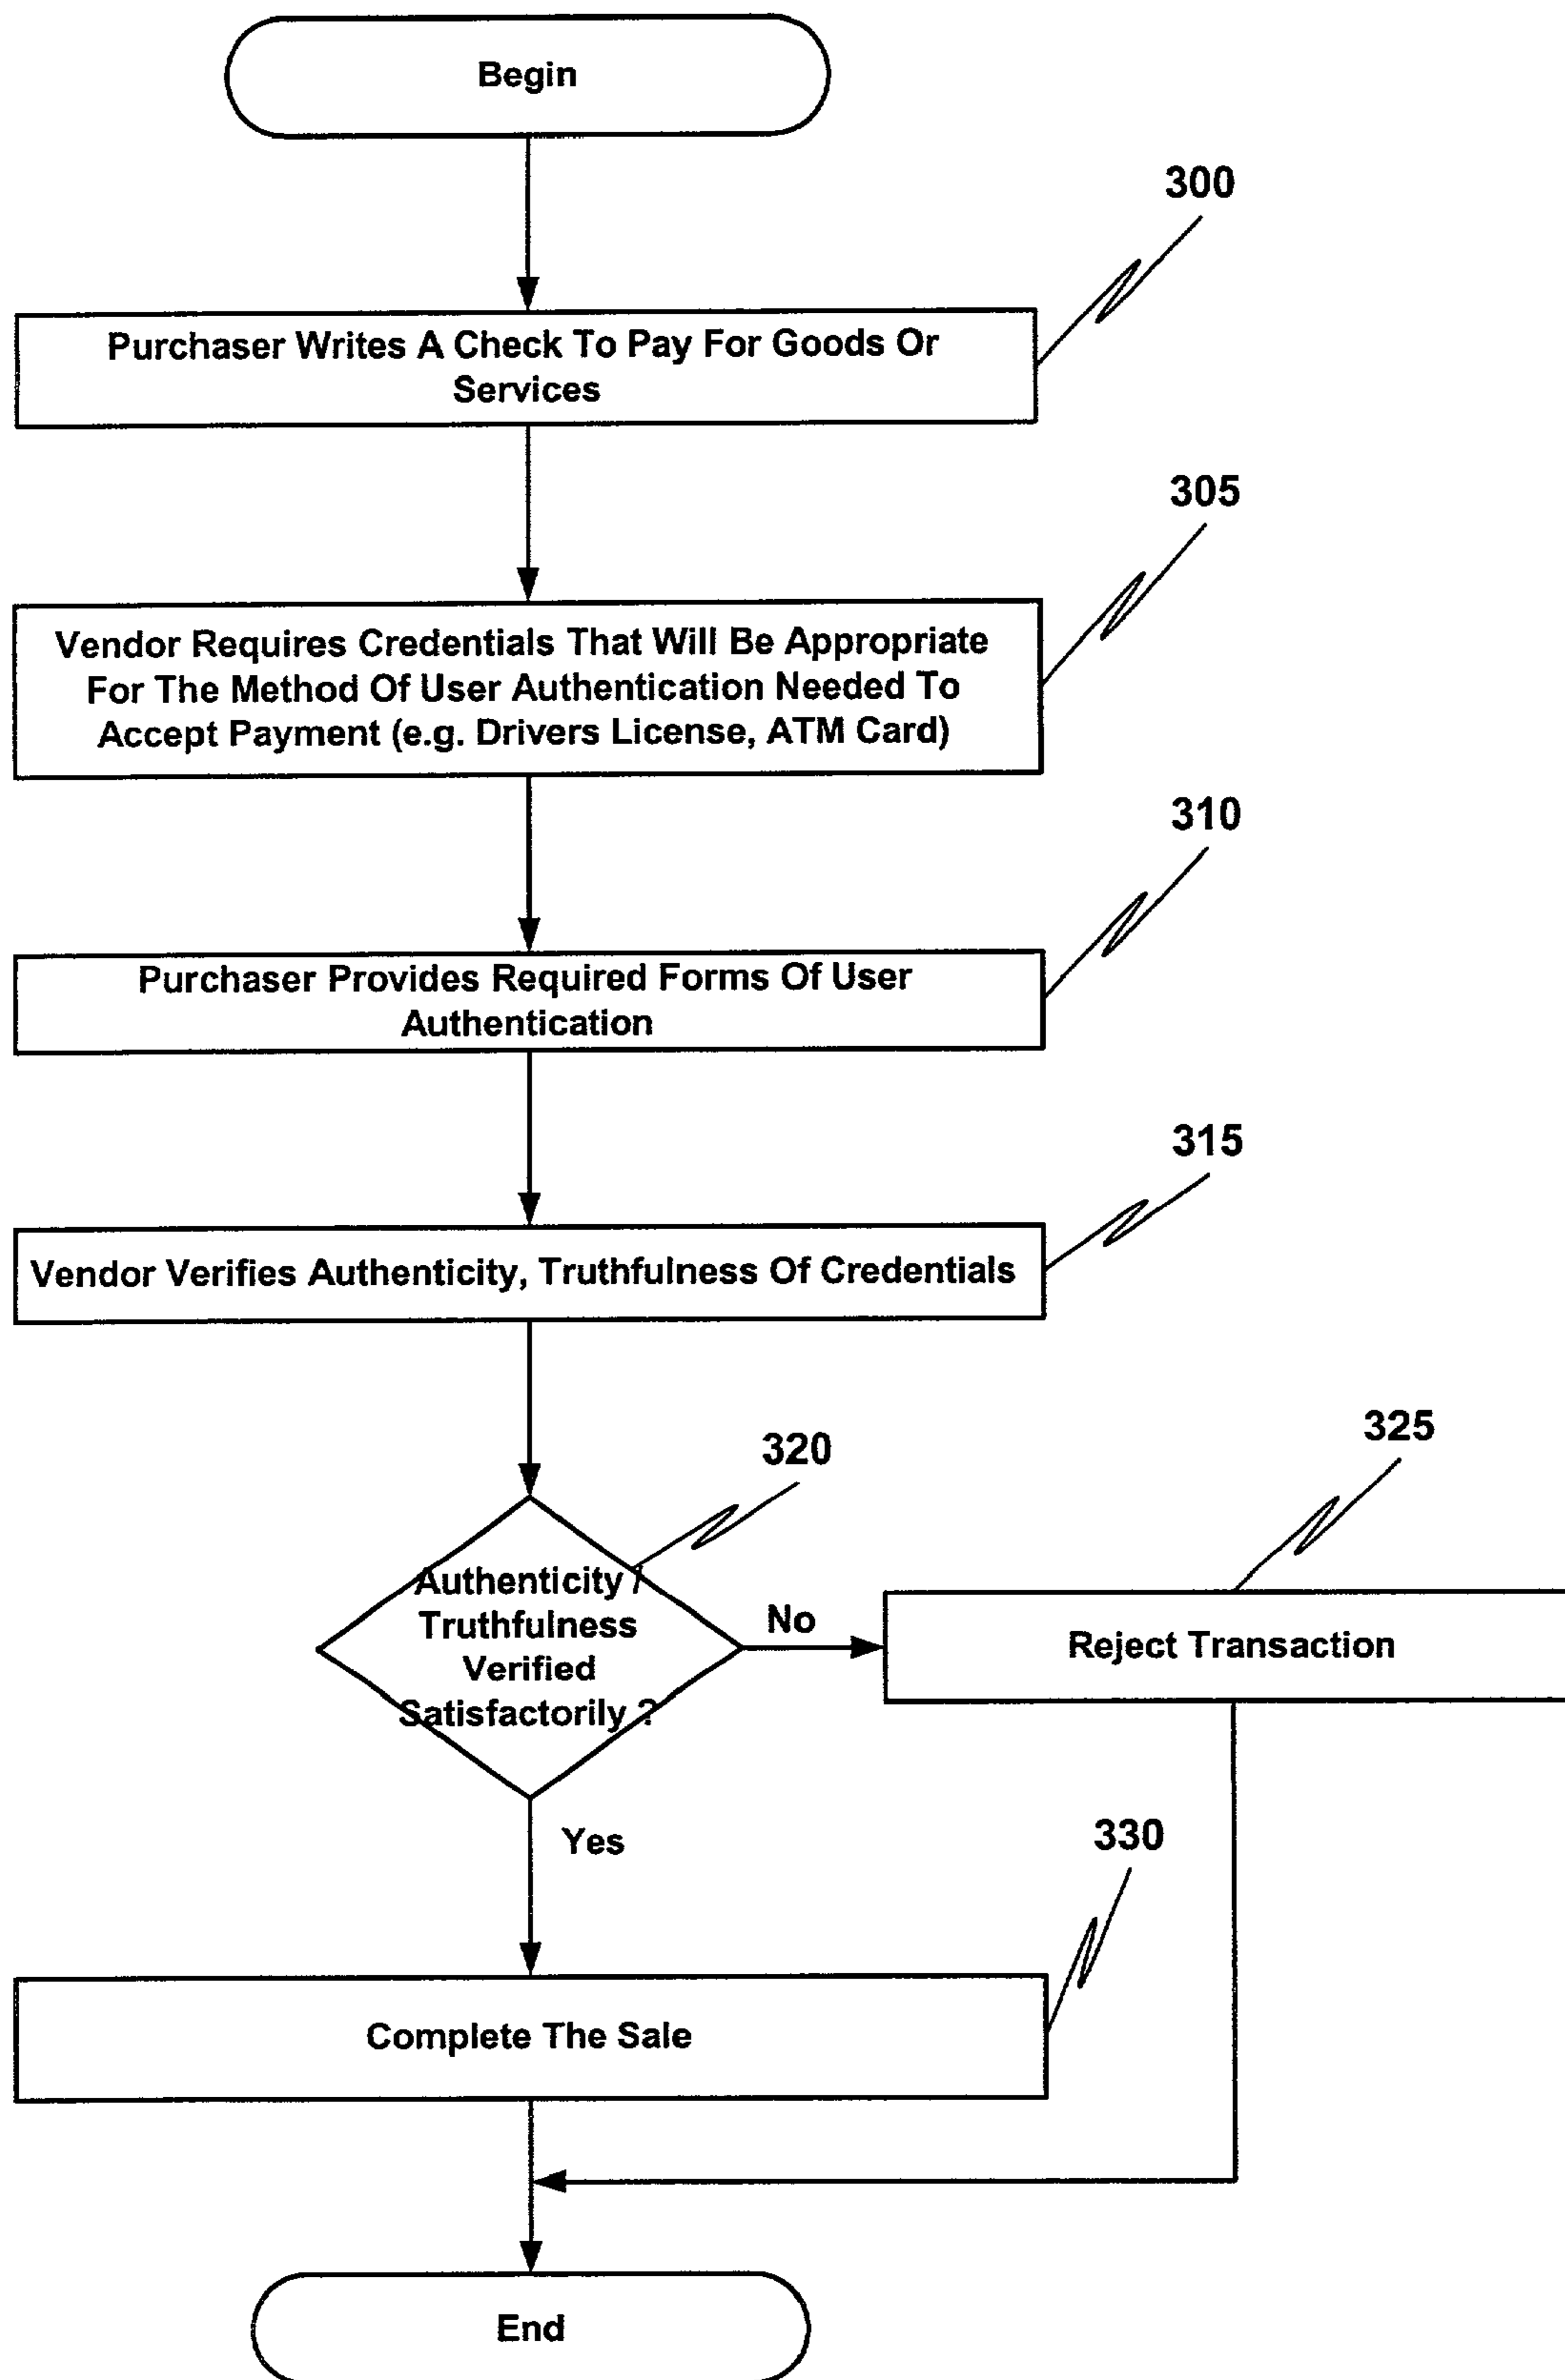 Begin
300
Purchaser Writes A Check To Pay For Goods Or
Services
305
Vendor Requires Credentials That Will Be Appropriate
For The Method Of User Authentication Needed To
Accept Payment (e.g. Drivers License, ATM Card)
310
Purchaser Provides Required Forms Of User
Authentication
315
Vendor Verifies Authenticity, Truthfulness Of Credentials
320
325
Authenticity /
Truthfulness
Verified
Satisfactorily ?
No
Reject Transaction
Yes
330
Complete The Sale
End